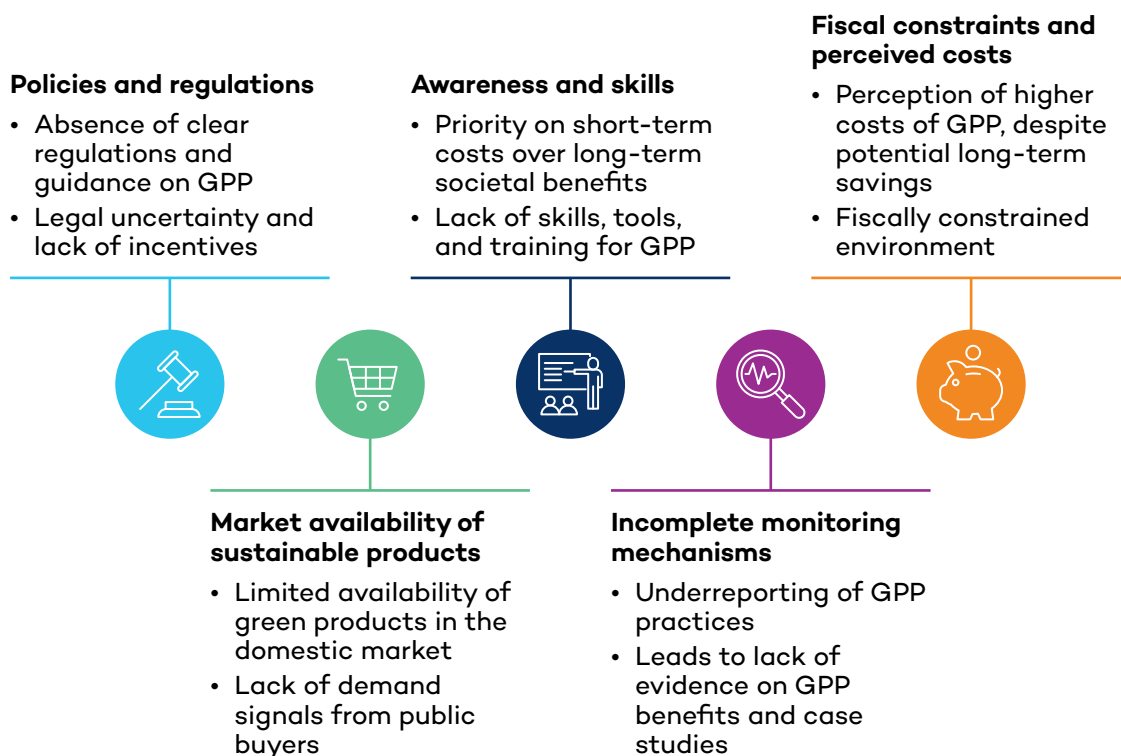 Policies and regulations
• Absence of clear
regulations and
guidance on GPP
• Legal uncertainty and
lack of incentives
Market availability of
sustainable products
• Limited availability of
green products in the
domestic market
• Lack of demand
signals from public
buyers
Awareness and skills
• Priority on short-term
costs over long-term
societal benefits
• Lack of skills, tools,
and training for GPP
Incomplete monitoring
mechanisms
• Underreporting of GPP
practices
• Leads to lack of
evidence on GPP
benefits and case
studies
Fiscal constraints and
perceived costs
• Perception of higher
costs of GPP, despite
potential long-term
savings
• Fiscally constrained
environment